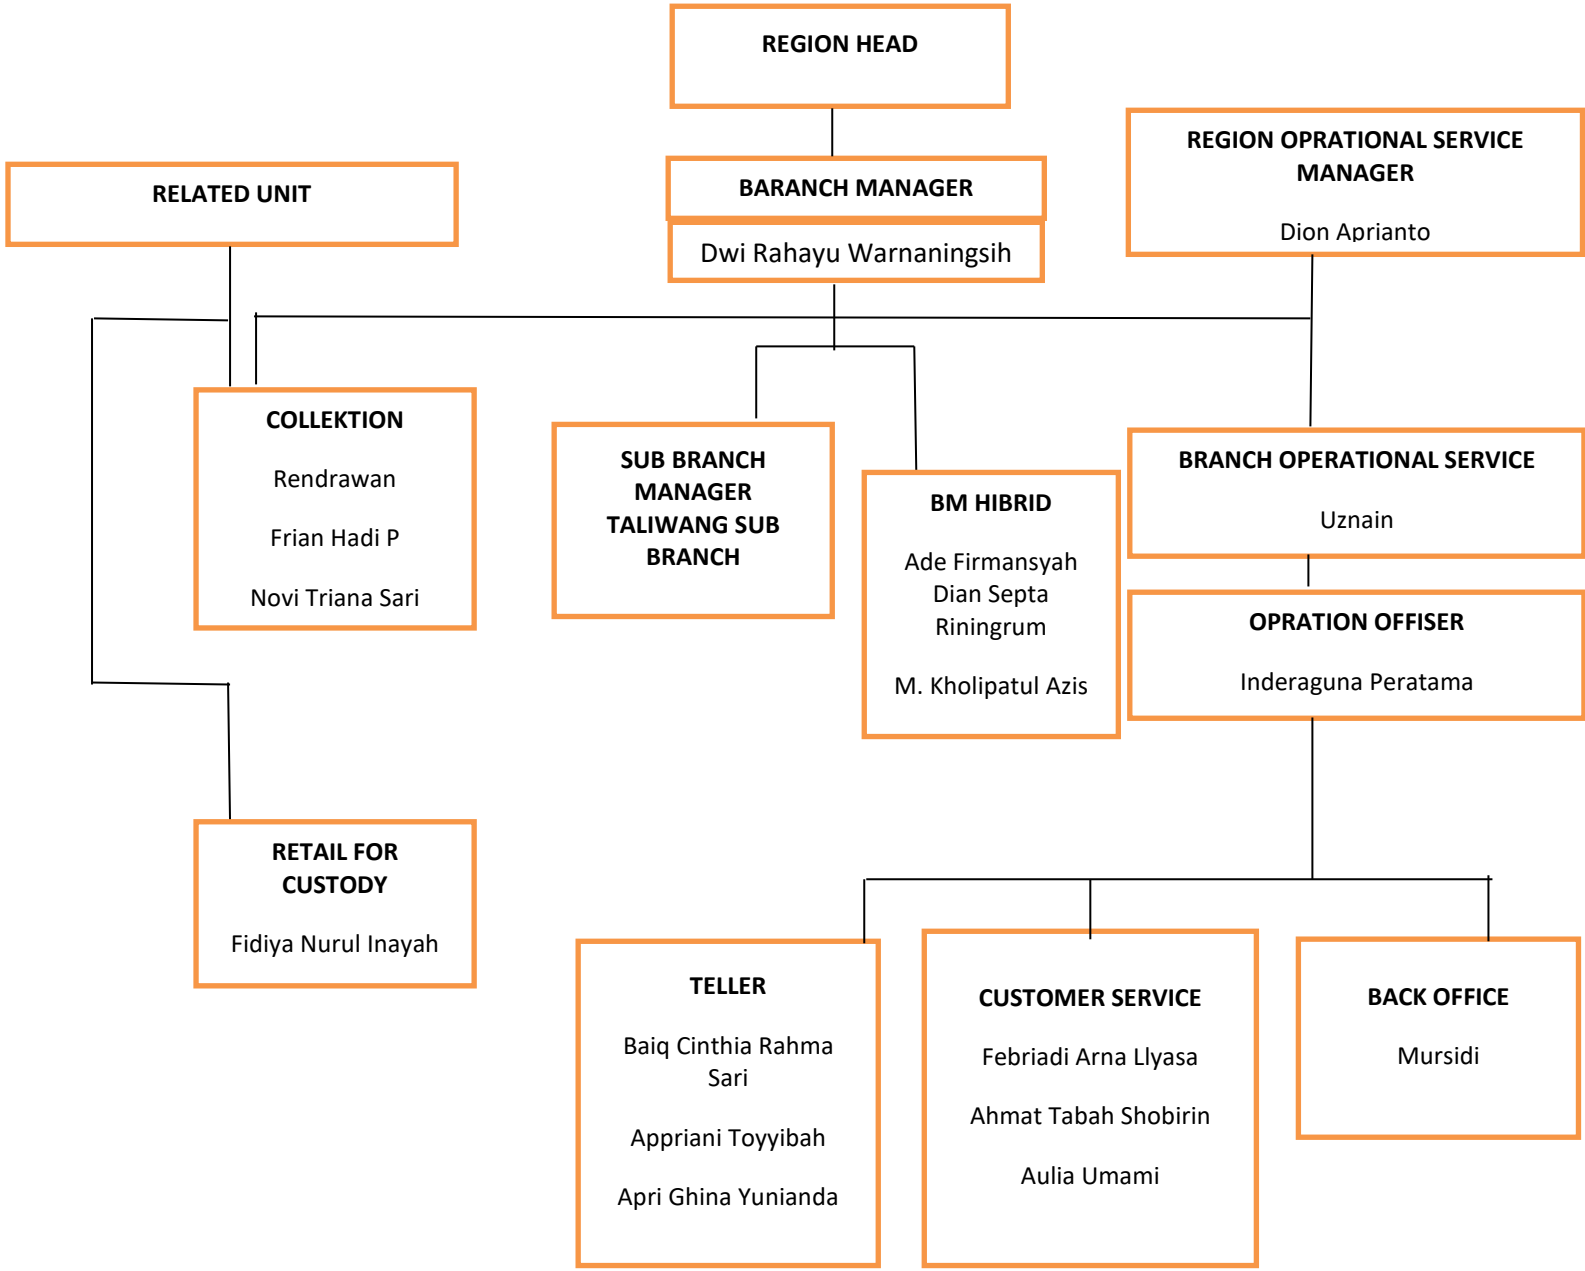 REGION HEAD
REGION OPRATIONAL SERVICE
MANAGER
Dion Aprianto
RELATED UNIT
BARANCH MANAGER
Dwi Rahayu Warnaningsih
COLLEKTION
Rendrawan
Frian Hadi P
Novi Triana Sari
SUB BRANCH
MANAGER
TALIWANG SUB
BRANCH
BM HIBRID
Ade Firmansyah
Dian Septa
Riningrum
M. Kholipatul Azis
BRANCH OPERATIONAL SERVICE
Uznain
OPRATION OFFISER
Inderaguna Peratama
RETAIL FOR
CUSTODY
Fidiya Nurul Inayah
TELLER
Baiq Cinthia Rahma
Sari
Appriani Toyyibah
Apri Ghina Yunianda
CUSTOMER SERVICE
Febriadi Arna Llyasa
Ahmat Tabah Shobirin
Aulia Umami
BACK OFFICE
Mursidi